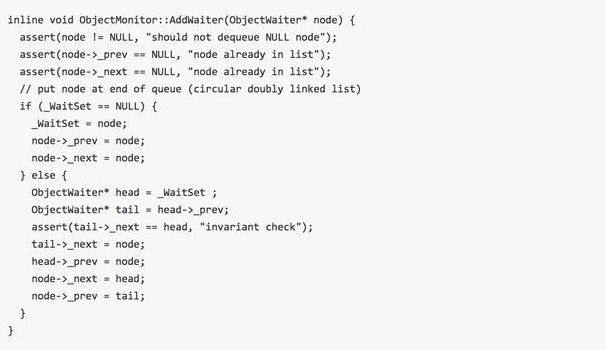 inline void ObjectMonitor::AddWaiter(ObjectWaiter* node) {
  assert(node != NULL, "should not dequeue NULL node");
  assert(node->_prev == NULL, "node already in list");
  assert(node->_next == NULL, "node already in list");
  // put node at end of queue (circular doubly linked list)
  if (_WaitSet == NULL) {
    _WaitSet = node;
    node->_prev = node;
    node->_next = node;
  } else {
    ObjectWaiter* head = _WaitSet ;
    ObjectWaiter* tail = head->_prev;
    assert(tail->_next == head, "invariant check");
    tail->_next = node;
    head->_prev = node;
    node->_next = head;
    node->_prev = tail;
  }
}